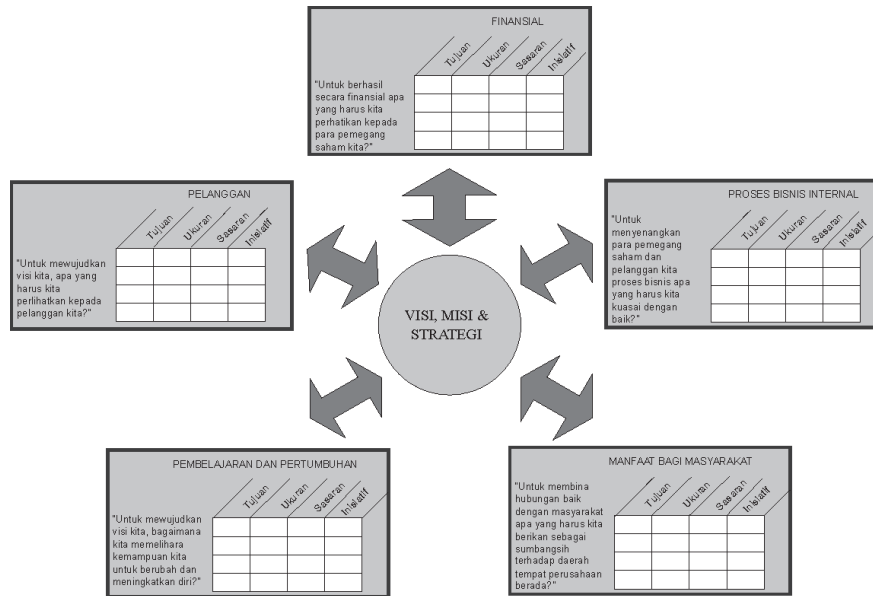 FINANSIAL
Tujuan
Ukuran
Sasaran
Inisiatif
"Untuk berhasil
secara finansial apa
yang harus kita
perhatikan kepada
para pemegang
saham kita?"
PELANGGAN
Tujuan
Ukuran
Sasaran
Inisiatif
"Untuk mewujudkan
visi kita, apa yang
harus kita
perlihatkan kepada
pelanggan kita?"
PROSES BISNIS INTERNAL
Tujuan
Ukuran
Sasaran
Inisiatif
"Untuk
menyenangkan
para pemegang
saham dan
pelanggan kita
proses bisnis apa
yang harus kita
kuasai dengan
baik?"
VISI, MISI &
STRATEGI
PEMBELAJARAN DAN PERTUMBUHAN
Tujuan
Ukuran
Sasaran
Inisiatif
"Untuk mewujudkan
visi kita, bagaimana
kita memelihara
kemampuan kita
untuk berubah dan
meningkatkan diri?"
MANFAAT BAGI MASYARAKAT
Tujuan
Ukuran
Sasaran
Inisiatif
"Untuk membina
hubungan baik
dengan masyarakat
apa yang harus kita
berikan sebagai
sumbangsih
terhadap daerah
tempat perusahaan
berada?"